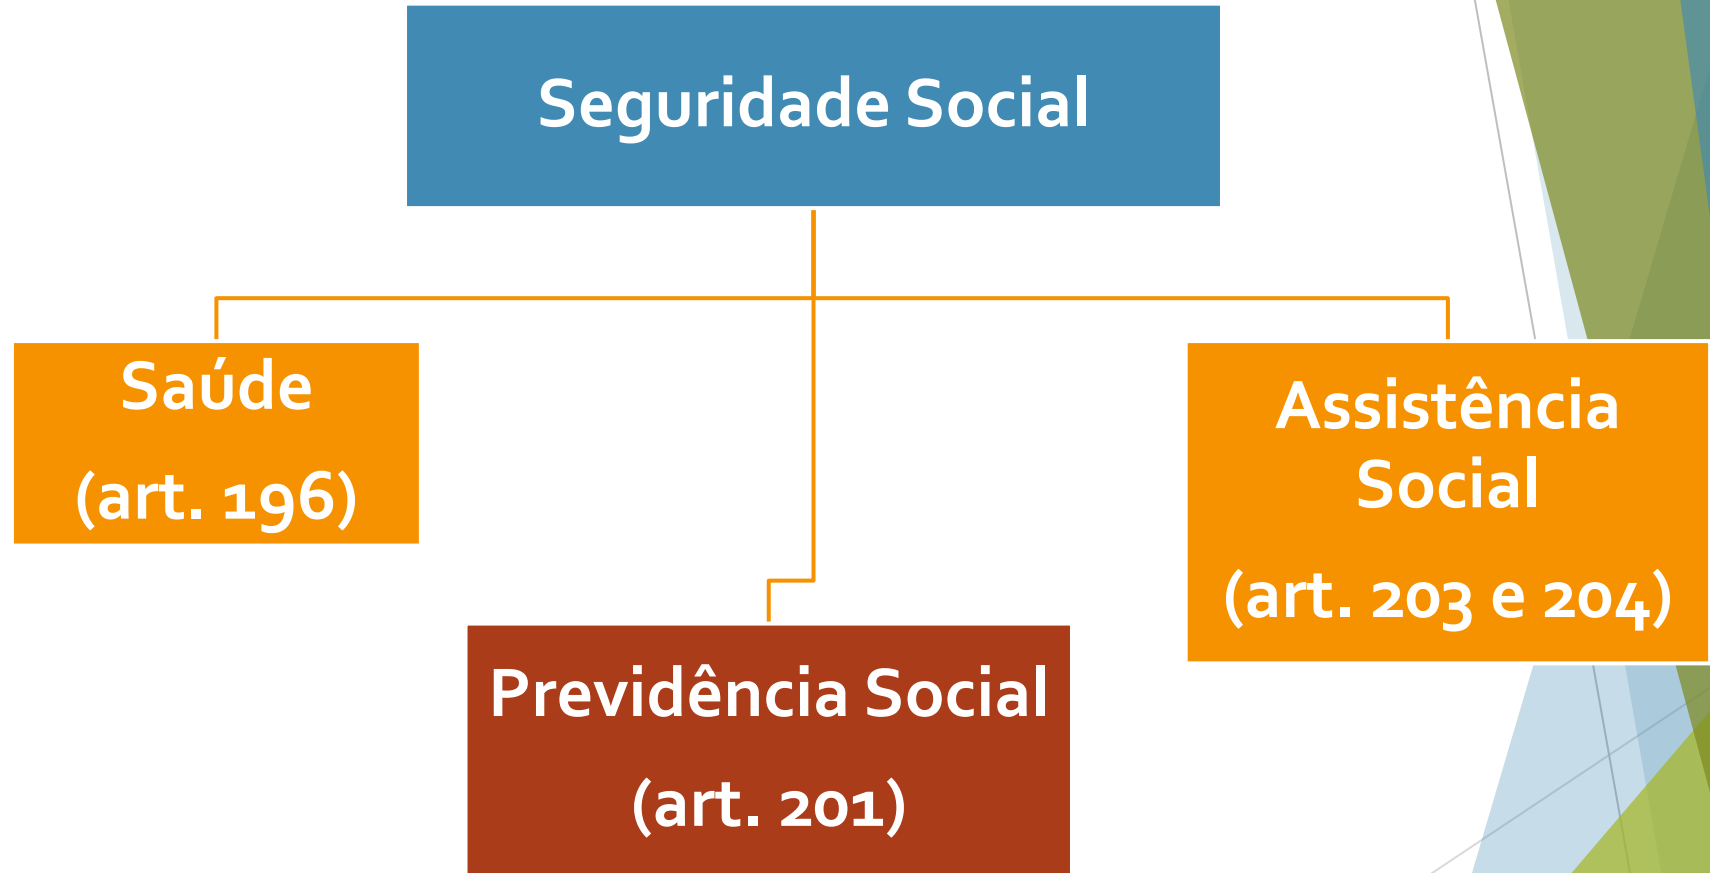 Seguridade Social
Saúde
(art. 196)
Assistência
Social
(art. 203 e 204)
Previdência Social
(art. 201)